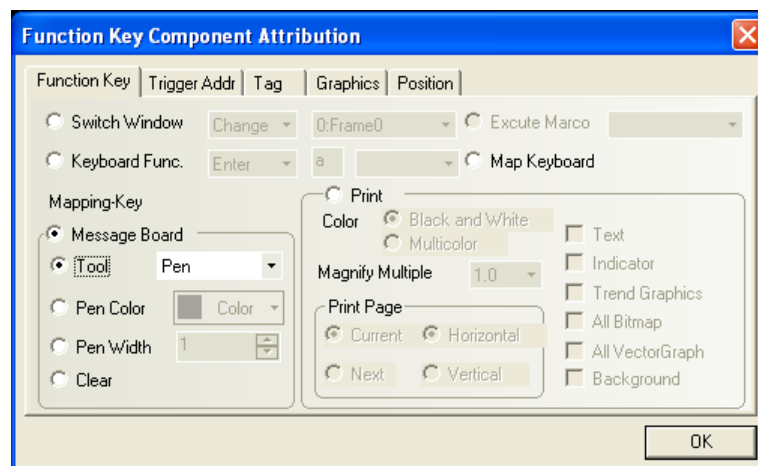 Function Key Component Attribution
Function Key Trigger Addr Tag Graphics Position
Switch Window Change 0:Frame0 Excute Marco
Keyboard Func. Enter a Map Keyboard
Mapping-Key
Message Board
Tool Pen
Pen Color Color
Pen Width 1
Clear
Print
Color Black and White
Multicolor
Magnify Multiple 1.0
Print Page
Current Horizontal
Next Vertical
Text
Indicator
Trend Graphics
All Bitmap
All VectorGraph
Background
OK